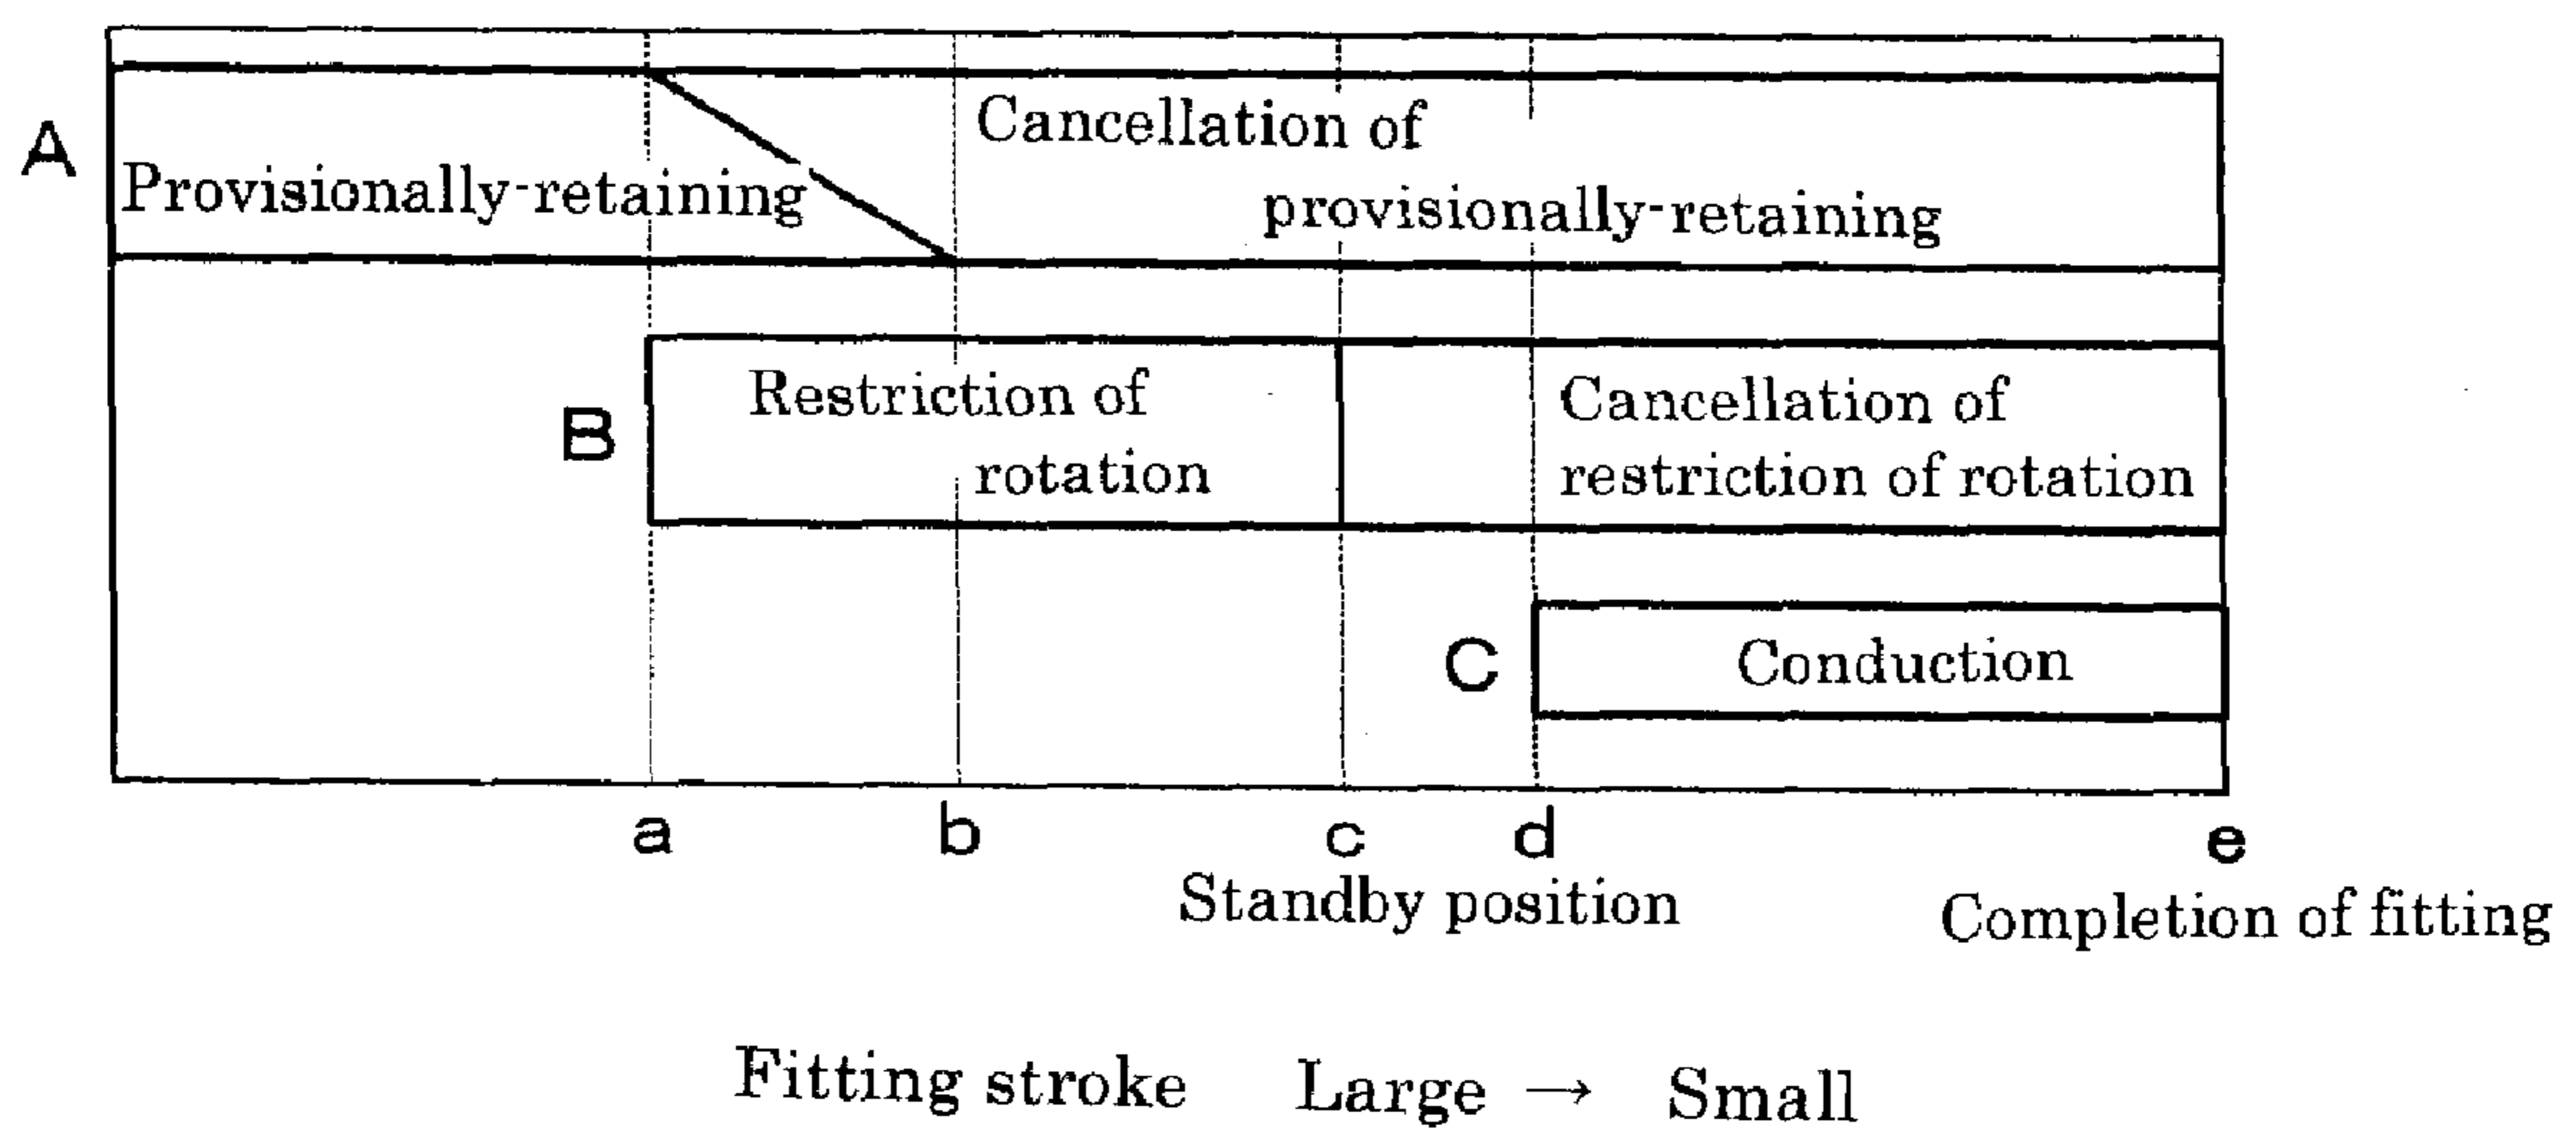 A
Provisionally-retaining
Cancellation of
provisionally-retaining
B
Restriction of
rotation
Cancellation of
restriction of rotation
C
Conduction
a b c d e
Standby position
Completion of fitting
Fitting stroke Large → Small